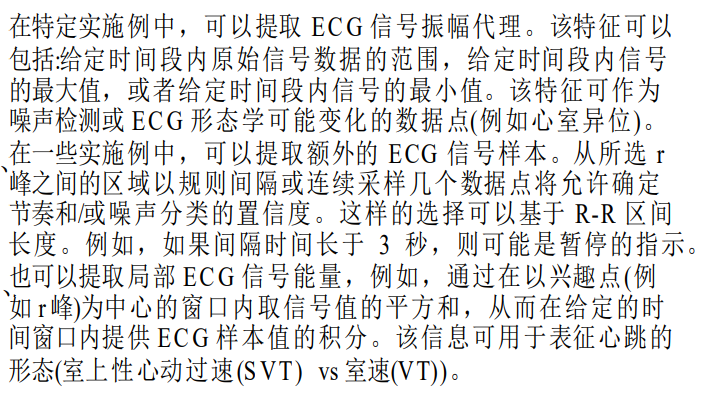 在特定实施例中，可以提取 ECG 信号振幅代理。该特征可以
包括:给定时间段内原始信号数据的范围，给定时间段内信号
的最大值，或者给定时间段内信号的最小值。该特征可作为
噪声检测或 ECG 形态学可能变化的数据点(例如心室异位)。
在一些实施例中，可以提取额外的 ECG 信号样本。从所选 r
、峰之间的区域以规则间隔或连续采样几个数据点将允许确定
节奏和/或噪声分类的置信度。这样的选择可以基于 R-R 区间
长度。例如，如果间隔时间长于 3 秒，则可能是暂停的指示。
也可以提取局部 ECG 信号能量，例如，通过在以兴趣点(例
、如 r 峰)为中心的窗口内取信号值的平方和，从而在给定的时
间窗口内提供 ECG 样本值的积分。该信息可用于表征心跳的
形态(室上性心动过速(SVT) vs 室速(VT))。